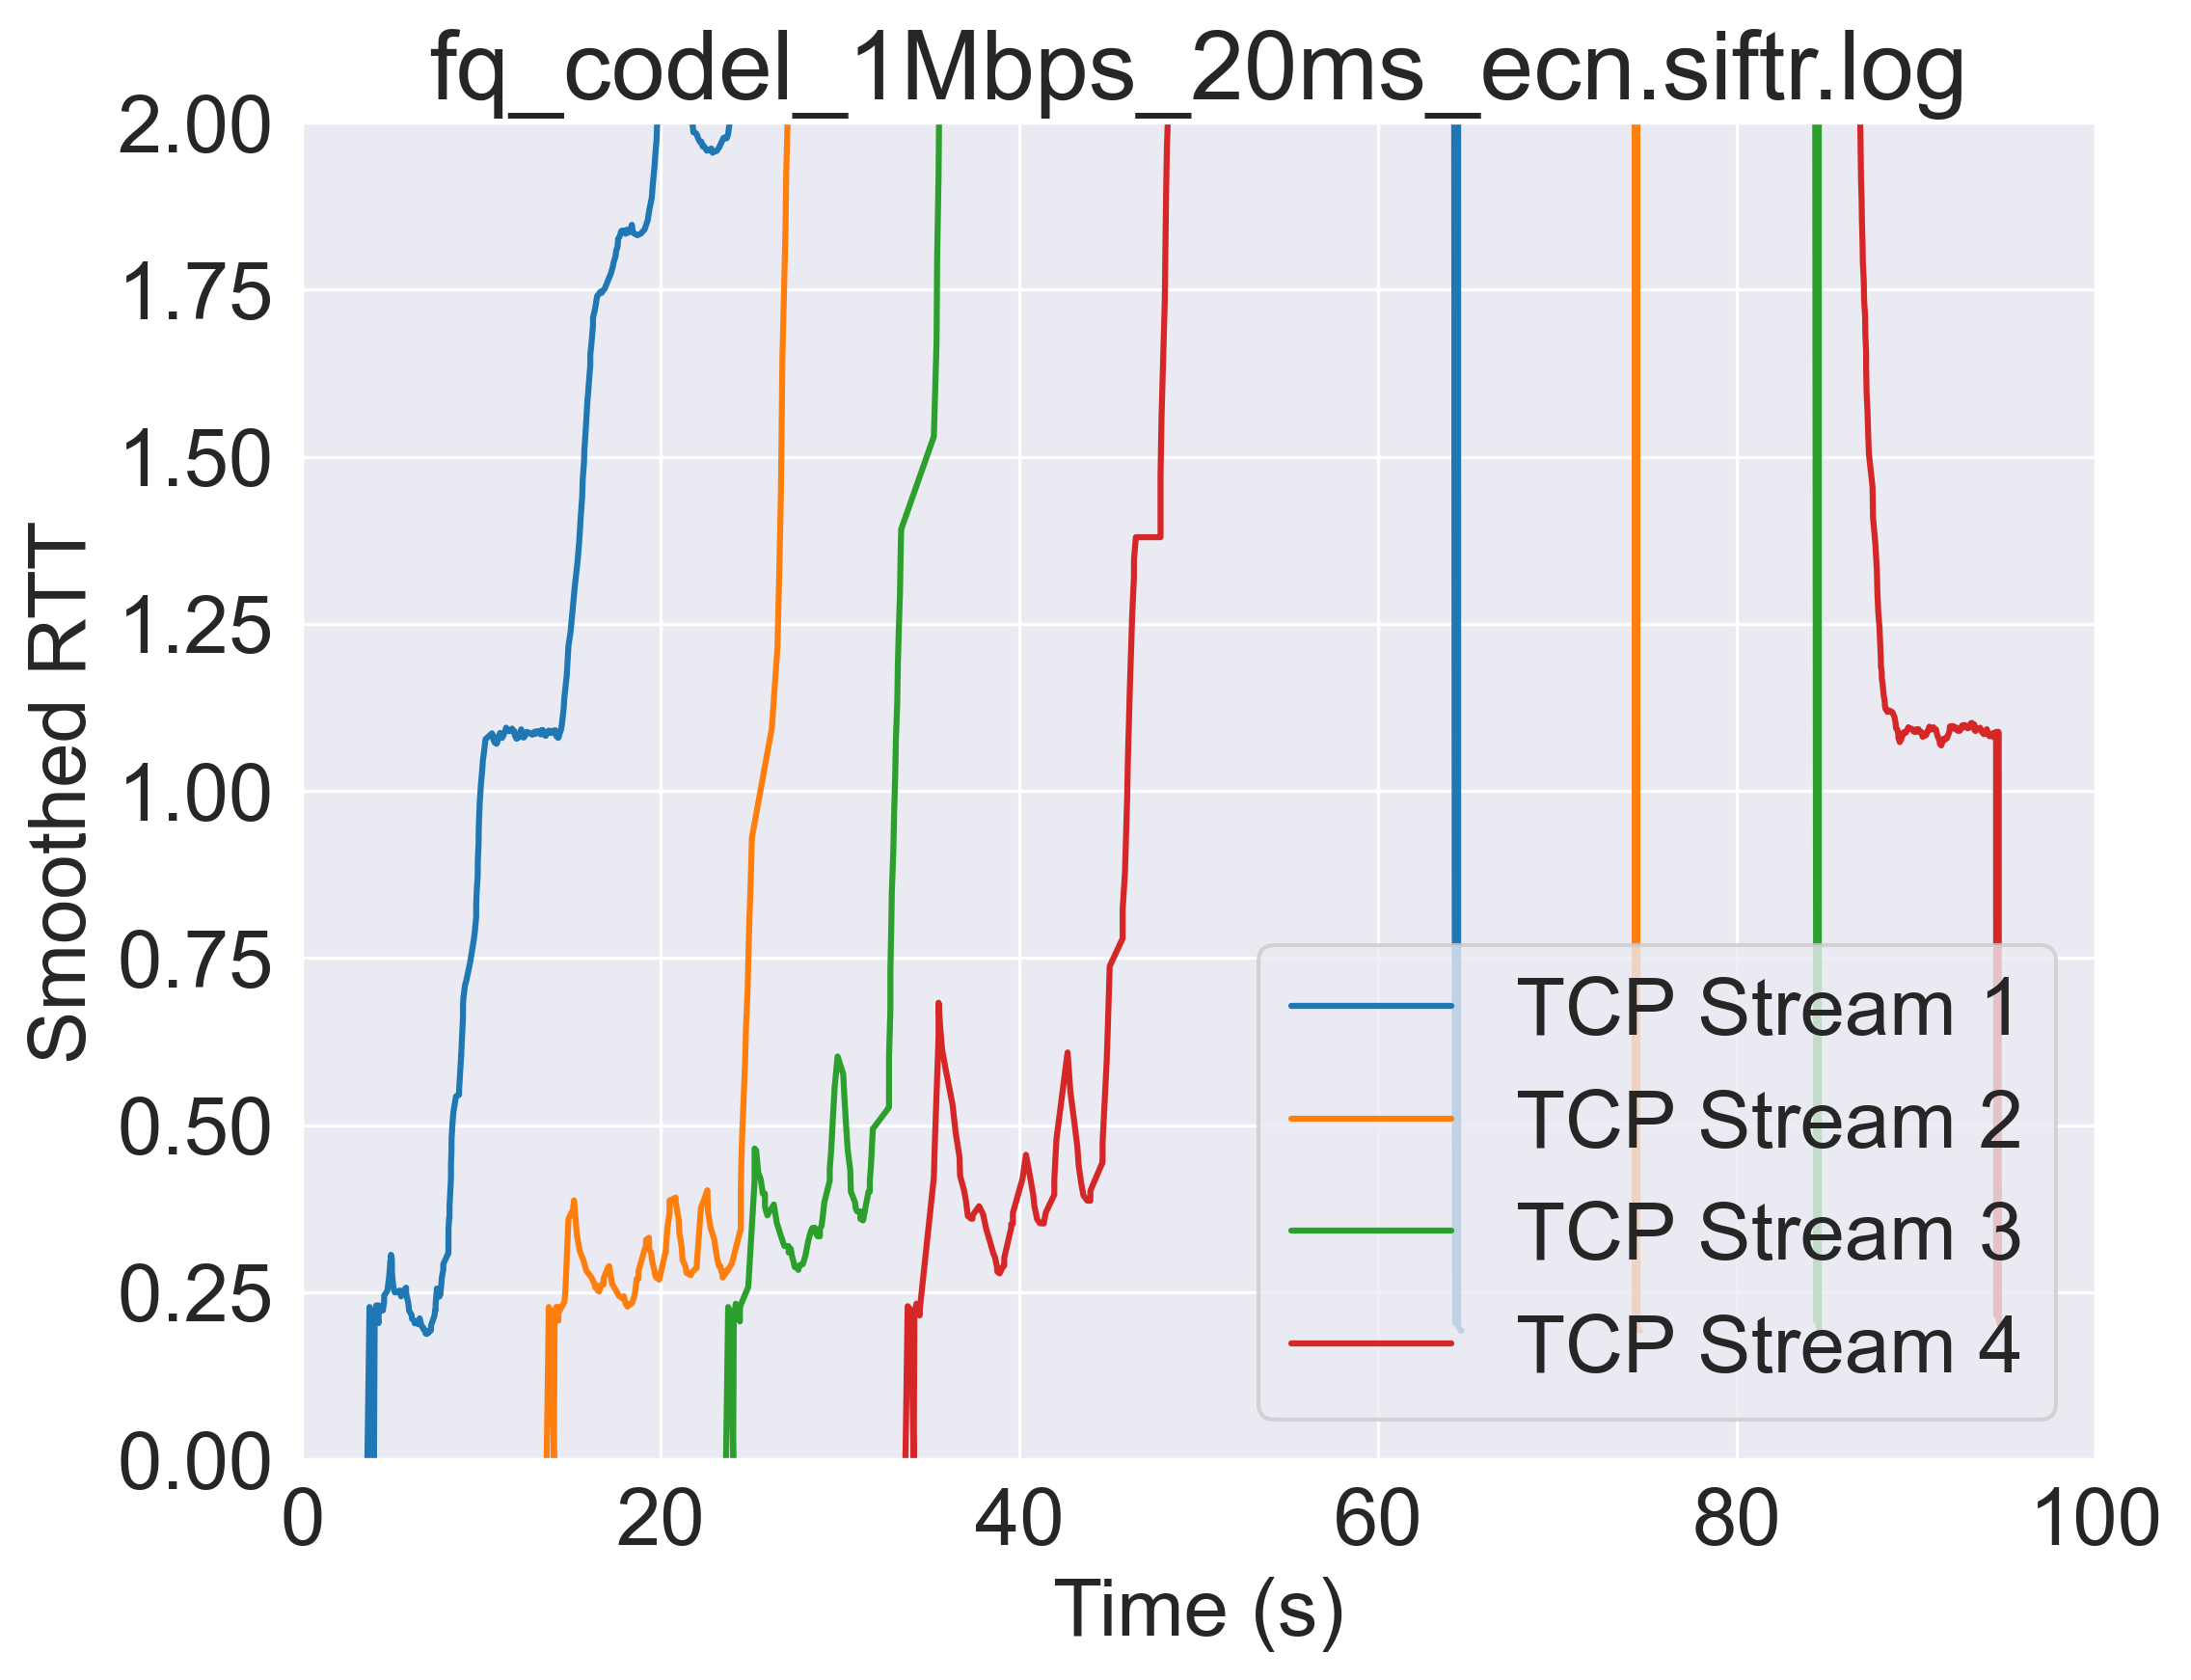 fq_codel_1Mbps_20ms_ecn.siftr.log
Smoothed RTT
2.00
1.75
1.50
1.25
1.00
0.75
0.50
0.25
0.00
TCP Stream 1
TCP Stream 2
TCP Stream 3
TCP Stream 4
0 20 40 60 80 100
Time (s)